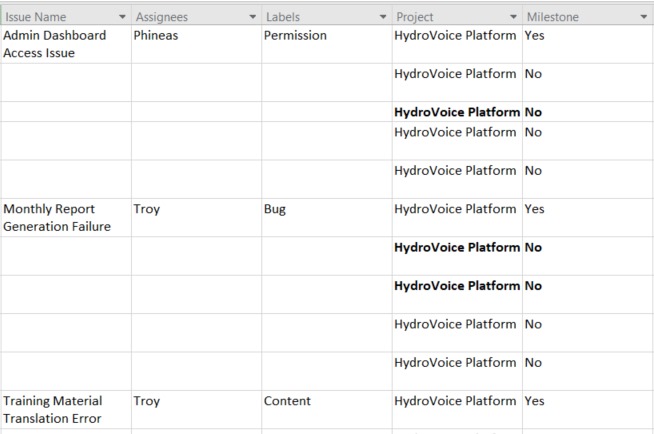 Issue Name Assignees Labels Project Milestone
Admin Dashboard Phineas Permission HydroVoice Platform Yes
Access Issue
HydroVoice Platform No
HydroVoice Platform No
HydroVoice Platform No
HydroVoice Platform No
Monthly Report Troy Bug HydroVoice Platform Yes
Generation Failure
HydroVoice Platform No
HydroVoice Platform No
HydroVoice Platform No
HydroVoice Platform No
Training Material Troy Content HydroVoice Platform Yes
Translation Error